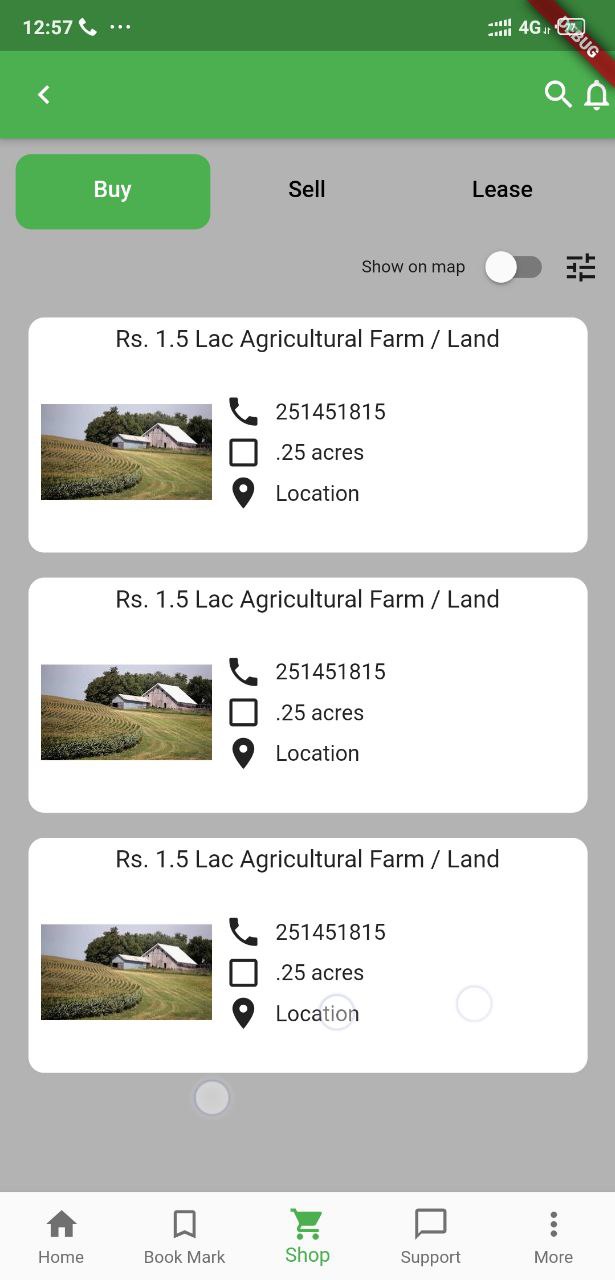 12:57
4G
DEBUG
Buy
Sell
Lease
Show on map
Rs. 1.5 Lac Agricultural Farm / Land
251451815
.25 acres
Location
Rs. 1.5 Lac Agricultural Farm / Land
251451815
.25 acres
Location
Rs. 1.5 Lac Agricultural Farm / Land
251451815
.25 acres
Location
Home
Book Mark
Shop
Support
More